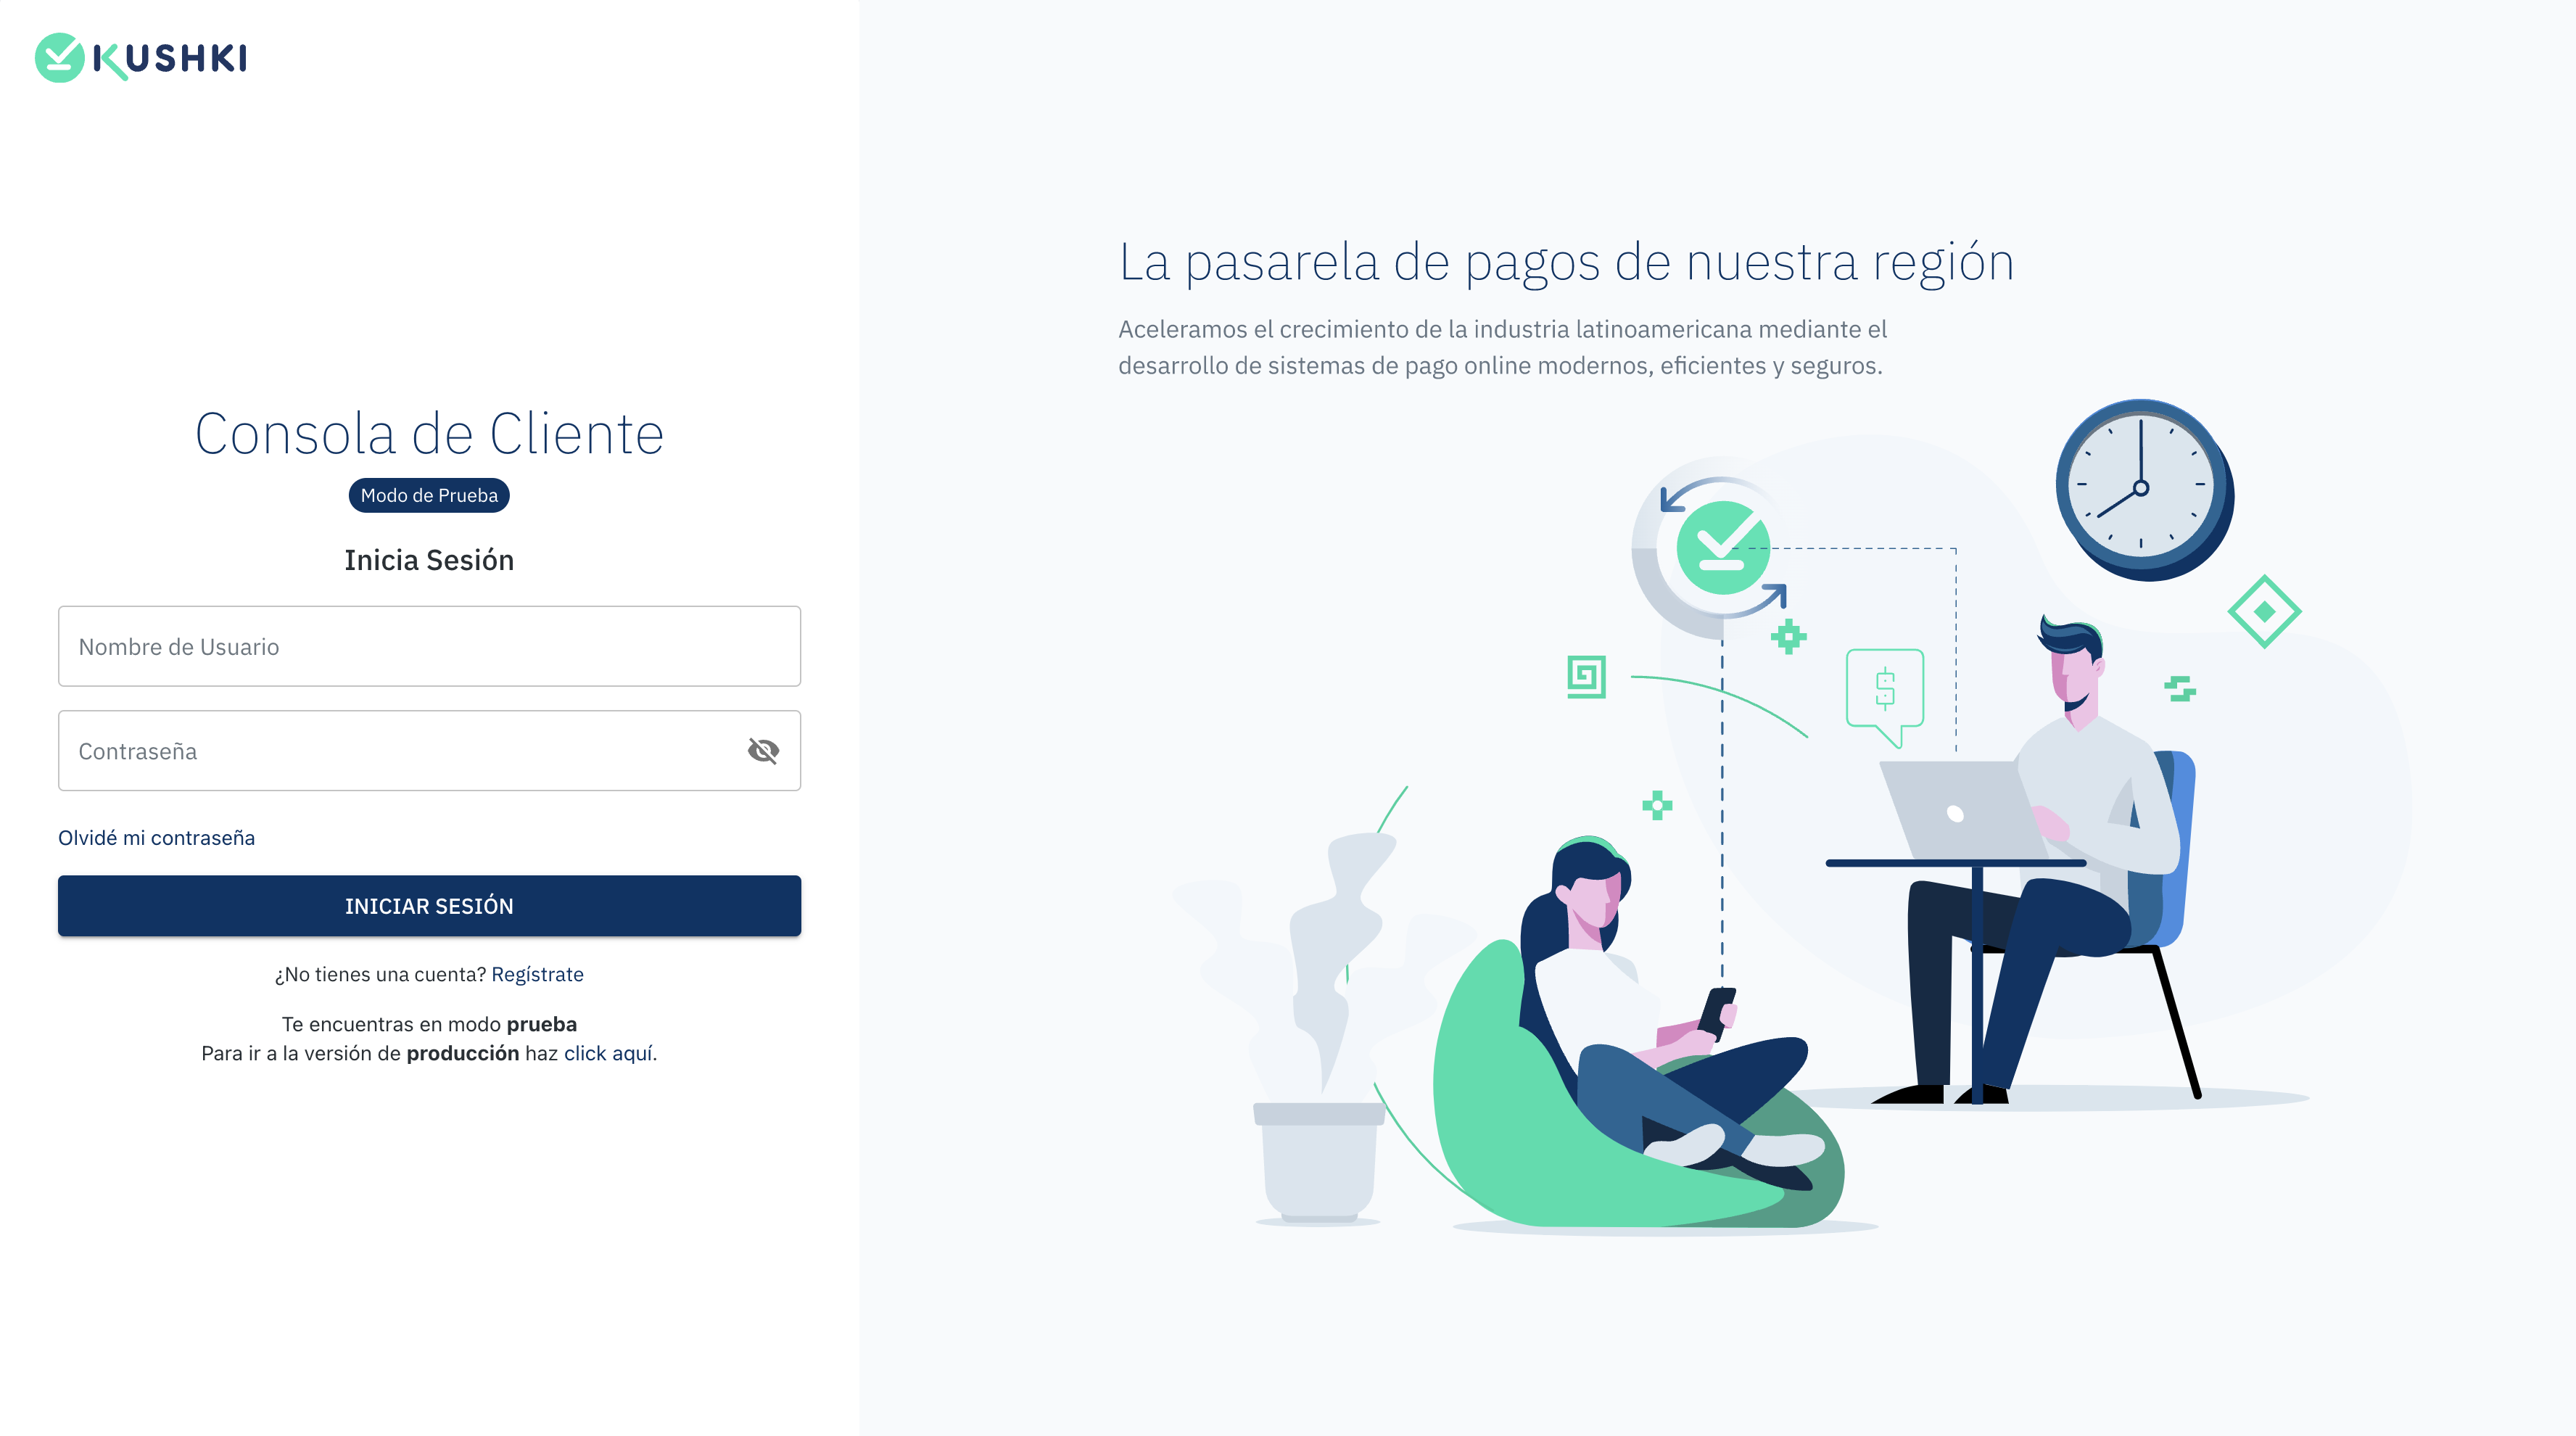 KUSHKI
Consola de Cliente
Modo de Prueba
Inicia Sesión
Nombre de Usuario
Contraseña
Olvidé mi contraseña
INICIAR SESIÓN
¿No tienes una cuenta? Regístrate
Te encuentras en modo prueba
Para ir a la versión de producción haz click aquí.
La pasarela de pagos de nuestra región
Aceleramos el crecimiento de la industria latinoamericana mediante el
desarrollo de sistemas de pago online modernos, eficientes y seguros.
$